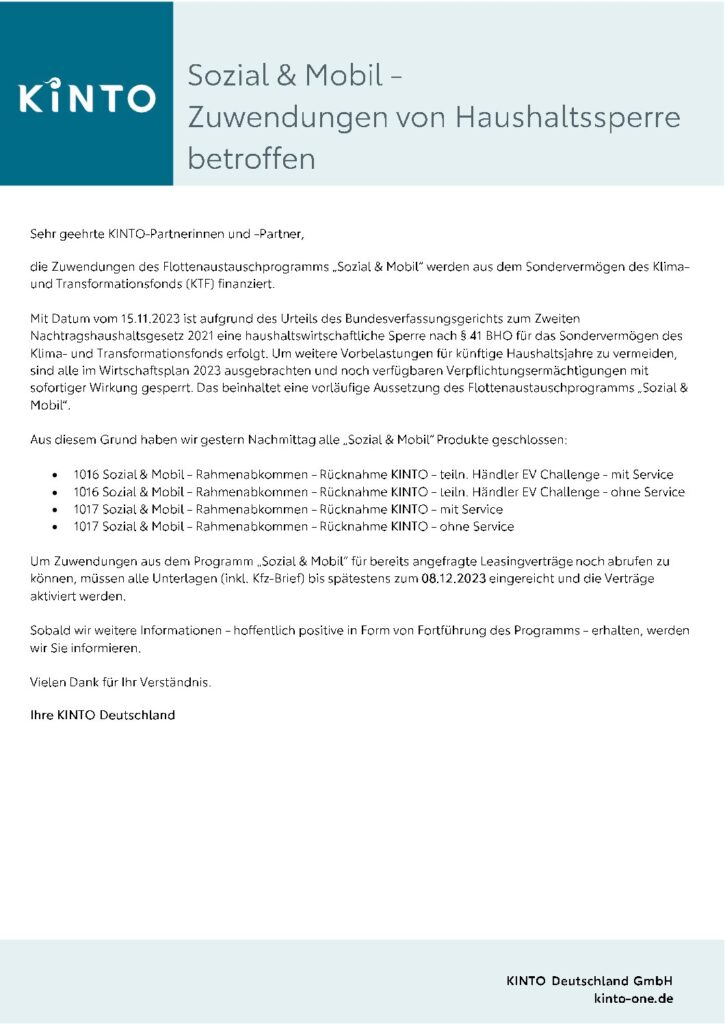 KINTO
Sozial & Mobil –
Zuwendungen von Haushaltssperre
betroffen
Sehr geehrte KINTO-Partnerinnen und –Partner,
die Zuwendungen des Flottenaustauschprogramms „Sozial & Mobil“ werden aus dem Sondervermögen des Klima-
und Transformationsfonds (KTF) finanziert.
Mit Datum vom 15.11.2023 ist aufgrund des Urteils des Bundesverfassungsgerichts zum Zweiten
Nachtragshaushaltsgesetz 2021 eine haushaltswirtschaftliche Sperre nach § 41 BHO für das Sondervermögen des
Klima- und Transformationsfonds erfolgt. Um weitere Vorbelastungen für künftige Haushaltsjahre zu vermeiden,
sind alle im Wirtschaftsplan 2023 ausgebrachten und noch verfügbaren Verpflichtungsermächtigungen mit
sofortiger Wirkung gesperrt. Das beinhaltet eine vorläufige Aussetzung des Flottenaustauschprogramms „Sozial &
Mobil“.
Aus diesem Grund haben wir gestern Nachmittag alle „Sozial & Mobil“ Produkte geschlossen:
• 1016 Sozial & Mobil – Rahmenabkommen – Rücknahme KINTO – teiln. Händler EV Challenge - mit Service
• 1016 Sozial & Mobil – Rahmenabkommen – Rücknahme KINTO – teiln. Händler EV Challenge - ohne Service
• 1017 Sozial & Mobil – Rahmenabkommen – Rücknahme KINTO – mit Service
• 1017 Sozial & Mobil – Rahmenabkommen – Rücknahme KINTO – ohne Service
Um Zuwendungen aus dem Programm „Sozial & Mobil“ für bereits angefragte Leasingverträge noch abrufen zu
können, müssen alle Unterlagen (inkl. Kfz-Brief) bis spätestens zum 08.12.2023 eingereicht und die Verträge
aktiviert werden.
Sobald wir weitere Informationen – hoffentlich positive in Form von Fortführung des Programms – erhalten, werden
wir Sie informieren.
Vielen Dank für Ihr Verständnis.
Ihre KINTO Deutschland
KINTO Deutschland GmbH
kinto-one.de